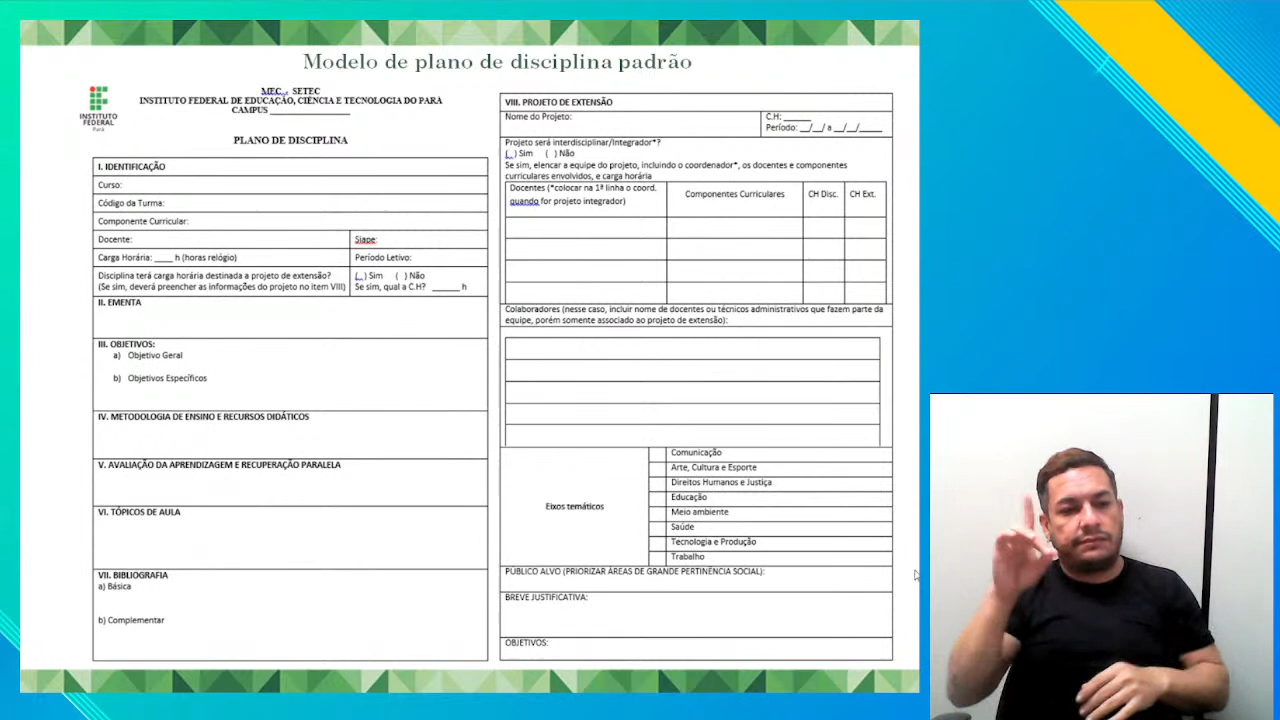 Modelo de plano de disciplina padrão
INSTITUTO
FEDERAL
Pará
MEC - SETEC
INSTITUTO FEDERAL DE EDUCAÇÃO, CIÊNCIA E TECNOLOGIA DO PARÁ
CAMPUS ________________
PLANO DE DISCIPLINA
I. IDENTIFICAÇÃO
Curso:
Código da Turma:
Componente Curricular:
Docente:
Siape:
Carga Horária: ____ h (horas relógio)
Período Letivo:
Disciplina terá carga horária destinada a projeto de extensão?
(Se sim, deverá preencher as informações do projeto no item VIII)
( ) Sim ( ) Não
Se sim, qual a C.H? ______ h
II. EMENTA
III. OBJETIVOS:
a) Objetivo Geral
b) Objetivos Específicos
IV. METODOLOGIA DE ENSINO E RECURSOS DIDÁTICOS
V. AVALIAÇÃO DA APRENDIZAGEM E RECUPERAÇÃO PARALELA
VI. TÓPICOS DE AULA
VII. BIBLIOGRAFIA
a) Básica
b) Complementar
VIII. PROJETO DE EXTENSÃO
Nome do Projeto:
C.H: ______
Período: __/__/ a __/__/_____
Projeto será interdisciplinar/Integrador*?
( ) Sim ( ) Não
Se sim, elencar a equipe do projeto, incluindo o coordenador*, os docentes e componentes
curriculares envolvidos, e carga horária
Docentes (*colocar na 1ª linha o coord.
quando for projeto integrador)
Componentes Curriculares
CH Disc.
CH Ext.
Colaboradores (nesse caso, incluir nome de docentes ou técnicos administrativos que fazem parte da
equipe, porém somente associado ao projeto de extensão):
Eixos temáticos
Comunicação
Arte, Cultura e Esporte
Direitos Humanos e Justiça
Educação
Meio ambiente
Saúde
Tecnologia e Produção
Trabalho
PÚBLICO ALVO (PRIORIZAR ÁREAS DE GRANDE PERTINÊNCIA SOCIAL):
BREVE JUSTIFICATIVA:
OBJETIVOS: